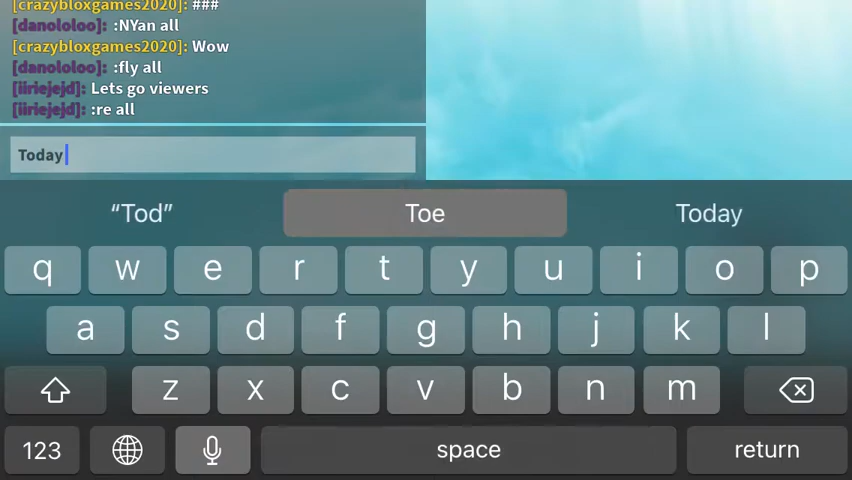 [crazybloxgames2020]: ###
[danololoo]: :NYan all
[crazybloxgames2020]: Wow
[danololoo]: :fly all
[iiriejejd]: Lets go viewers
[iiriejejd]: :re all
Today
“Tod” Toe Today
q w e r t y u i o p
a s d f g h j k l
z x c v b n m
123 space return